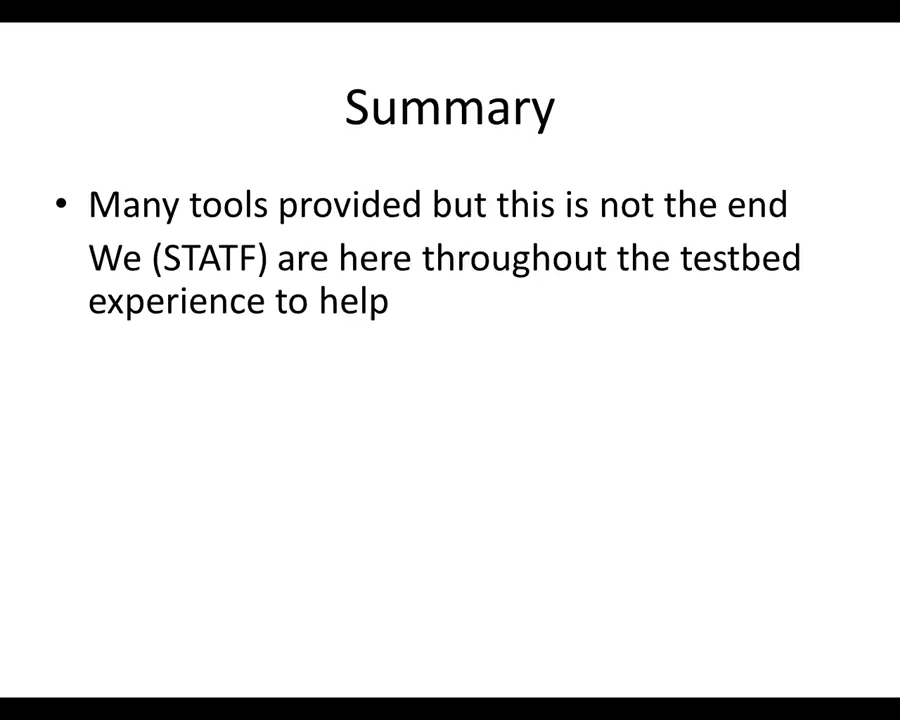 Summary
• Many tools provided but this is not the end
We (STATF) are here throughout the testbed
experience to help